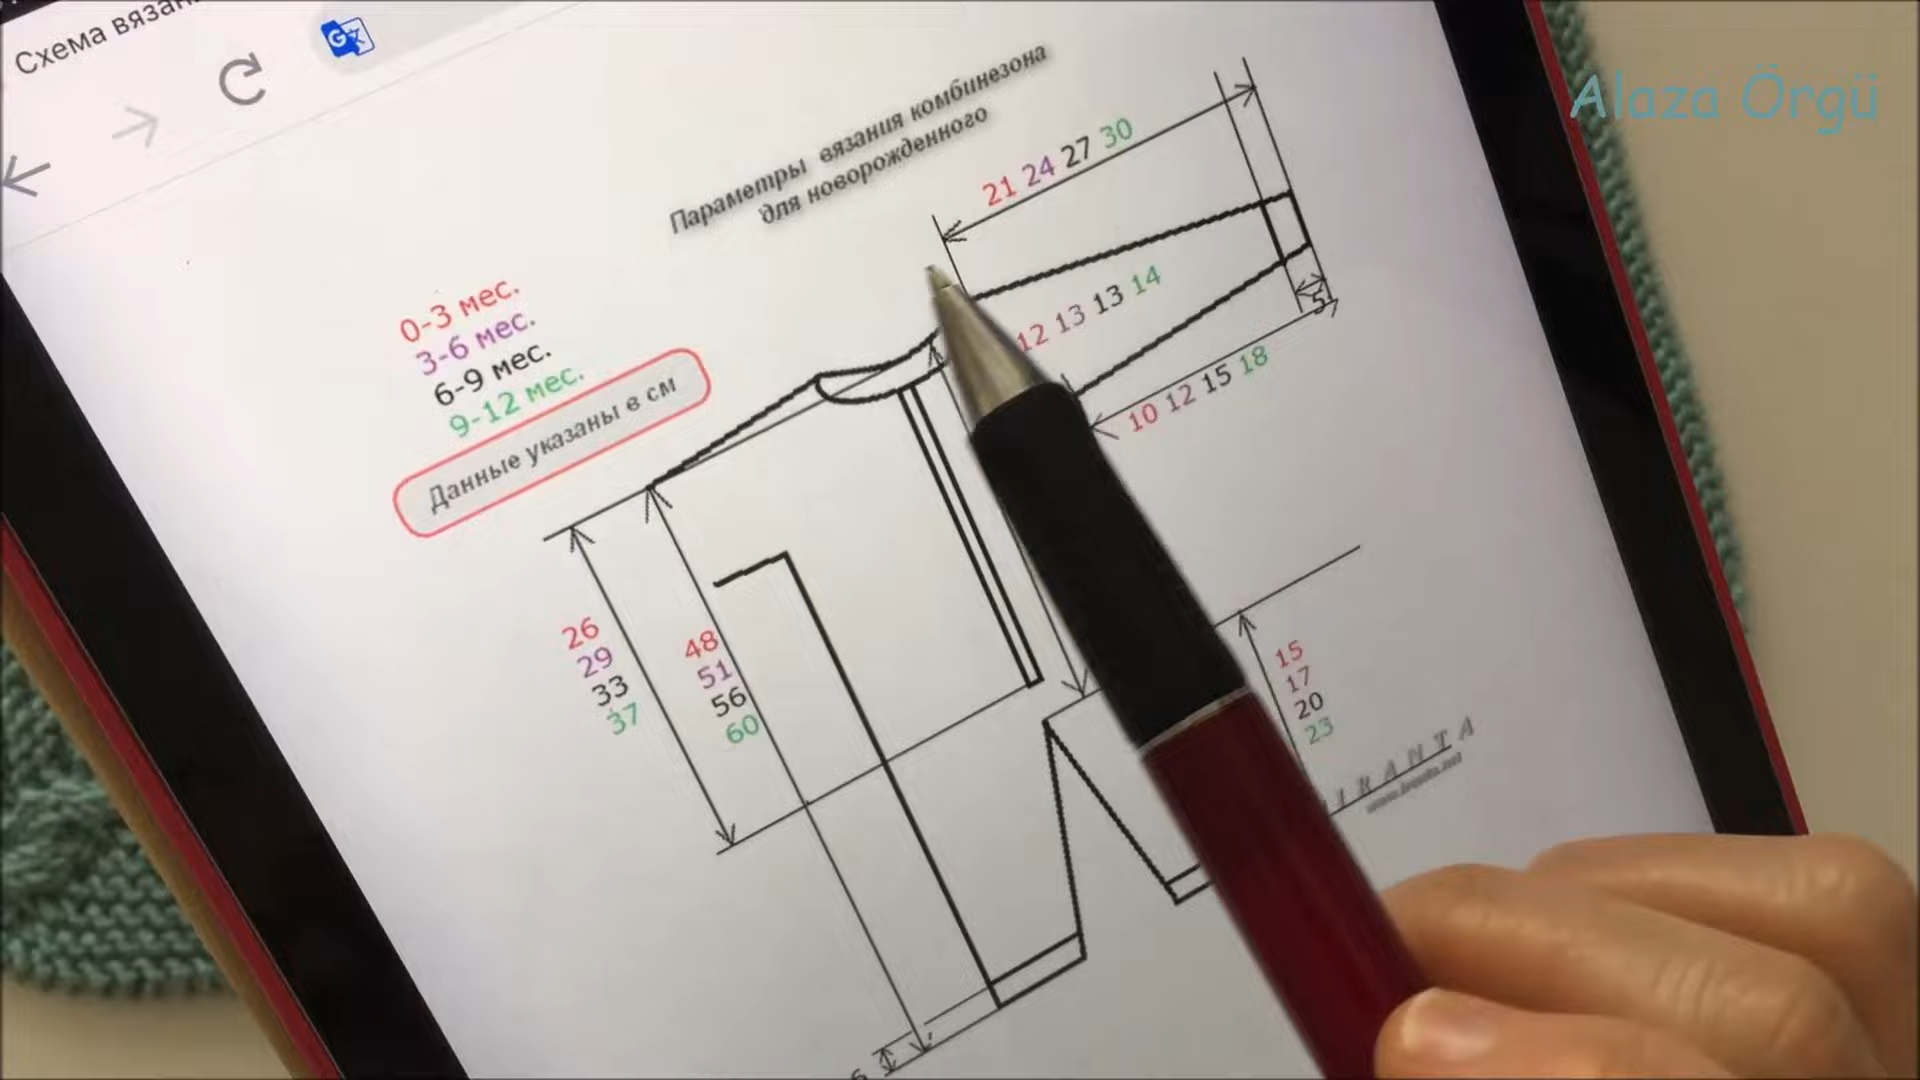 Схема вяза
Alaza Örgü
Параметры вязания комбинезона
для новорожденного
21 24 27 30
0-3 мес.
3-6 мес.
6-9 мес.
9-12 мес.
Данные указаны в см
12 13 13 14
5
10 12 15 18
26
29
33
37
48
51
56
60
15
17
20
23
IRANTA
6